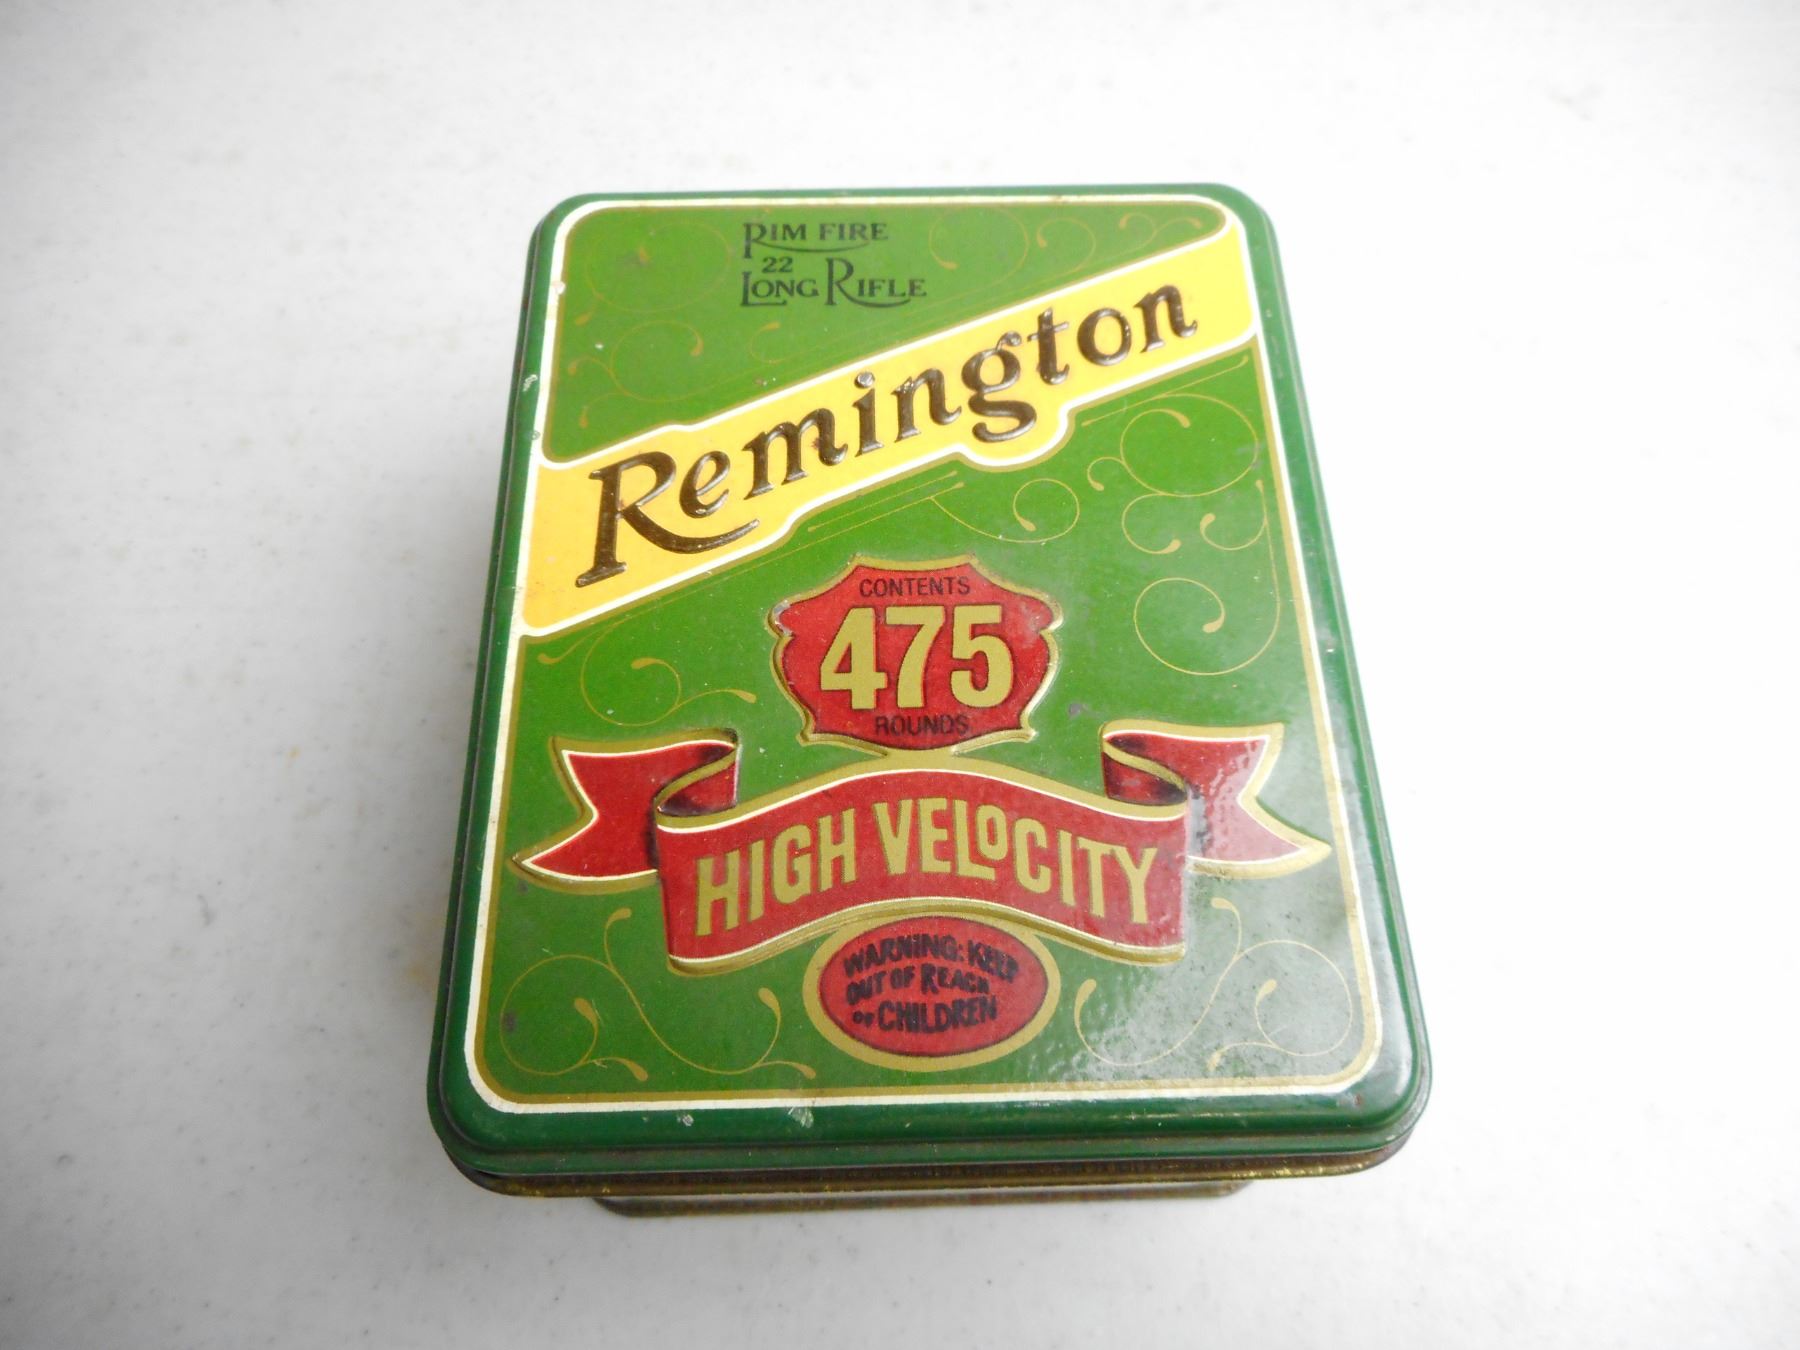 RIM FIRE
22
LONG RIFLE
Remington
CONTENTS
475
ROUNDS
HIGH VELOCITY
WARNING: KEEP
OUT OF REACH
OF CHILDREN